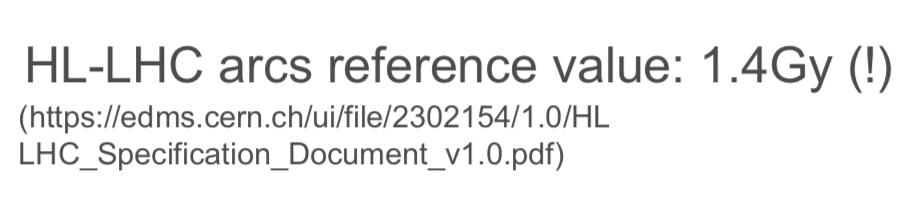 HL-LHC arcs reference value: 1.4Gy (!)
(https://edms.cern.ch/ui/file/2302154/1.0/HL
LHC_Specification_Document_v1.0.pdf)